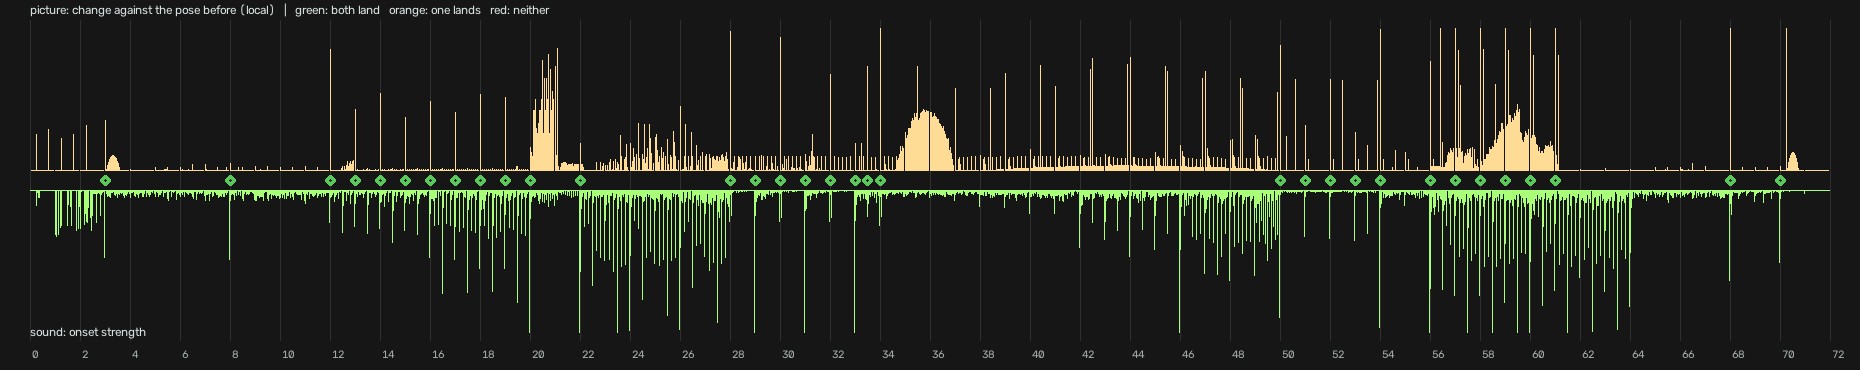 picture: change against the pose before (local) | green: both land orange: one lands red: neither
sound: onset strength
0 2 4 6 8 10 12 14 16 18 20 22 24 26 28 30 32 34 36 38 40 42 44 46 48 50 52 54 56 58 60 62 64 66 68 70 72